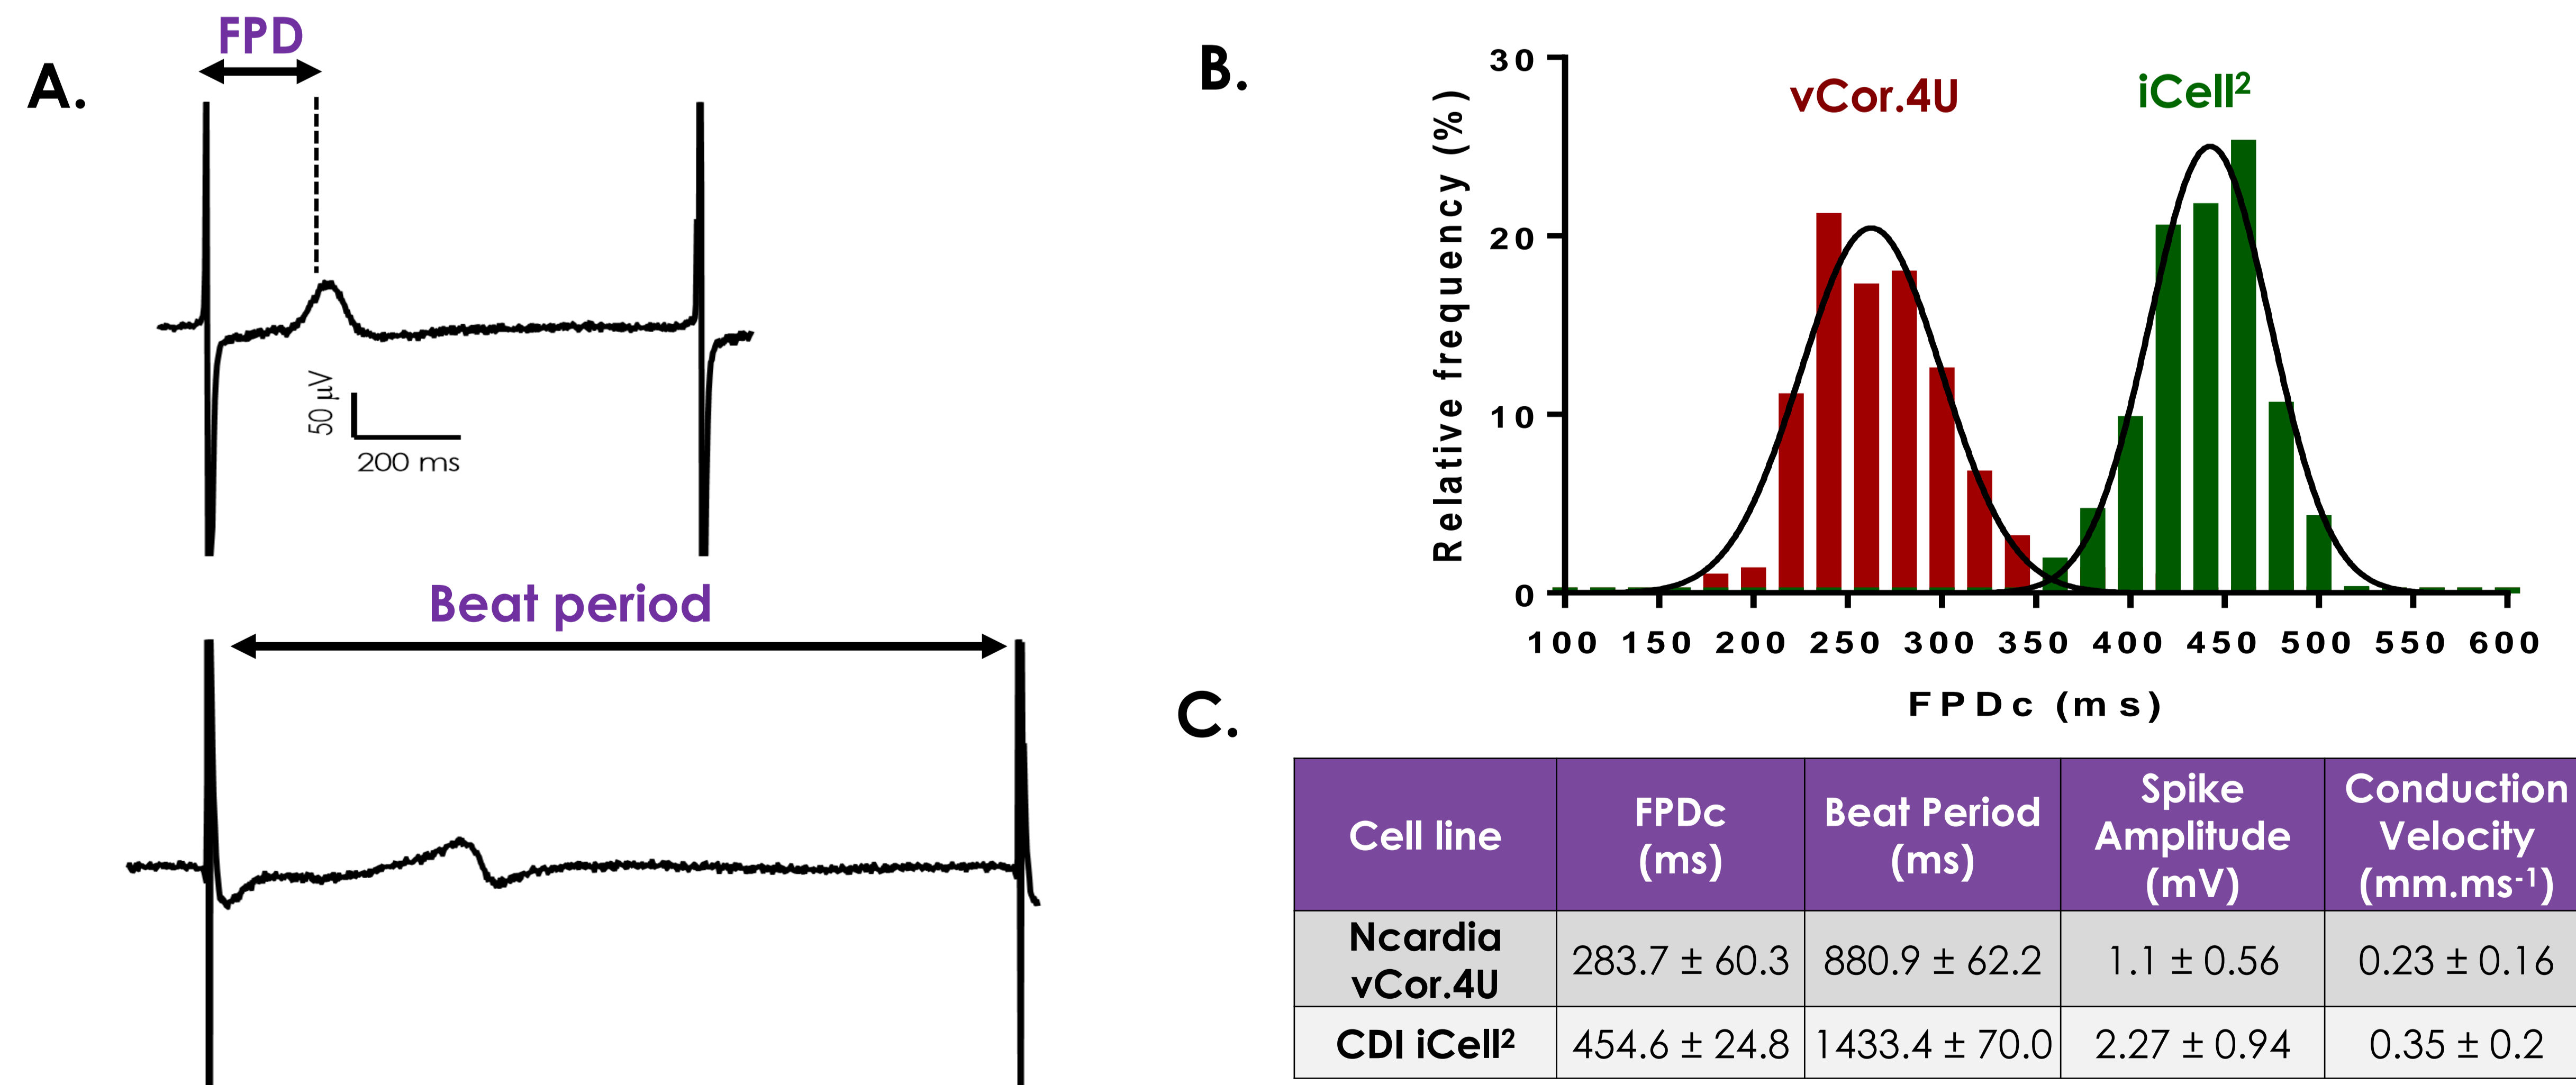 A.
FPD
50 µV
200 ms
Beat period
B.
vCor.4U
iCell²
Relative frequency (%)
30
20
10
0
100 150 200 250 300 350 400 450 500 550 600
FPDc (ms)
C.
Cell line
FPDc
(ms)
Beat Period
(ms)
Spike
Amplitude
(mV)
Conduction
Velocity
(mm.ms⁻¹)
Ncardia
vCor.4U
283.7 ± 60.3
880.9 ± 62.2
1.1 ± 0.56
0.23 ± 0.16
CDI iCell²
454.6 ± 24.8
1433.4 ± 70.0
2.27 ± 0.94
0.35 ± 0.2